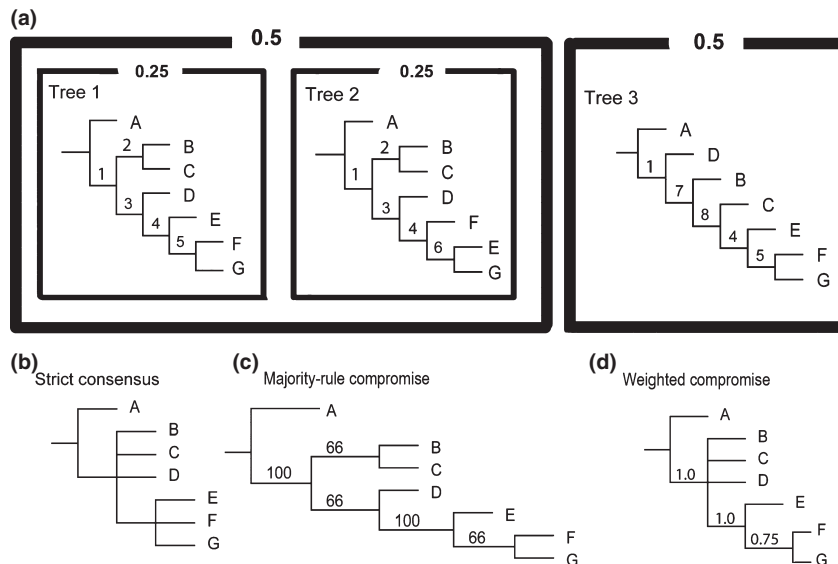 (a)
0.5
0.5
0.25
0.25
Tree 1
A
2
B
C
1
D
3
E
4
F
5
G
Tree 2
A
2
B
C
1
D
3
F
4
E
6
G
Tree 3
A
1
D
7
B
8
C
4
E
5
F
G
(b)
Strict consensus
A
B
C
D
E
F
G
(c)
Majority-rule compromise
A
66
B
C
100
D
66
100
E
66
F
G
(d)
Weighted compromise
A
B
C
1.0
D
E
1.0
F
0.75
G